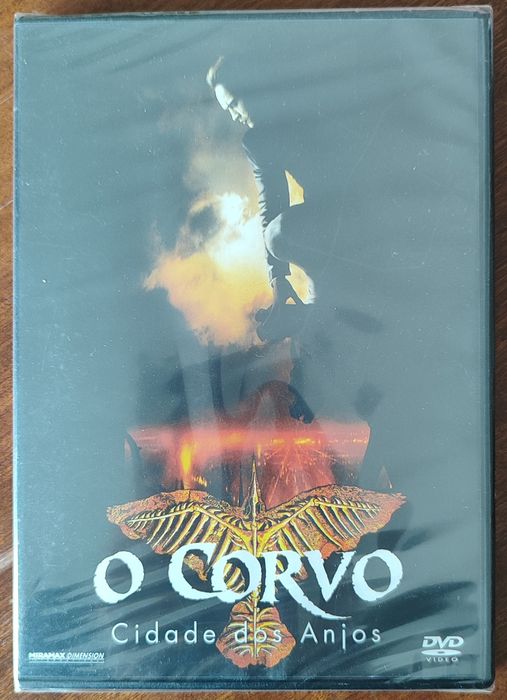 O CORVO
Cidade dos Anjos
MIRAMAX DIMENSION
DVD
VIDEO